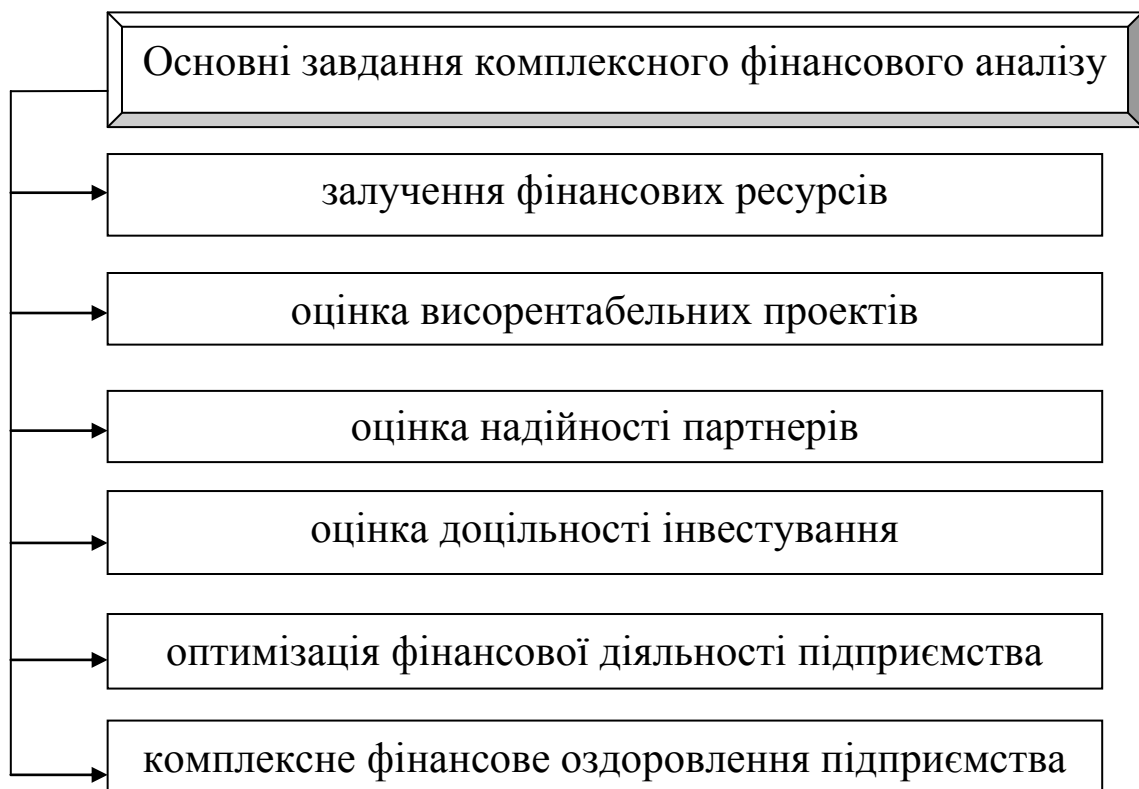 Основні завдання комплексного фінансового аналізу
залучення фінансових ресурсів
оцінка висорентабельних проектів
оцінка надійності партнерів
оцінка доцільності інвестування
оптимізація фінансової діяльності підприємства
комплексне фінансове оздоровлення підприємства